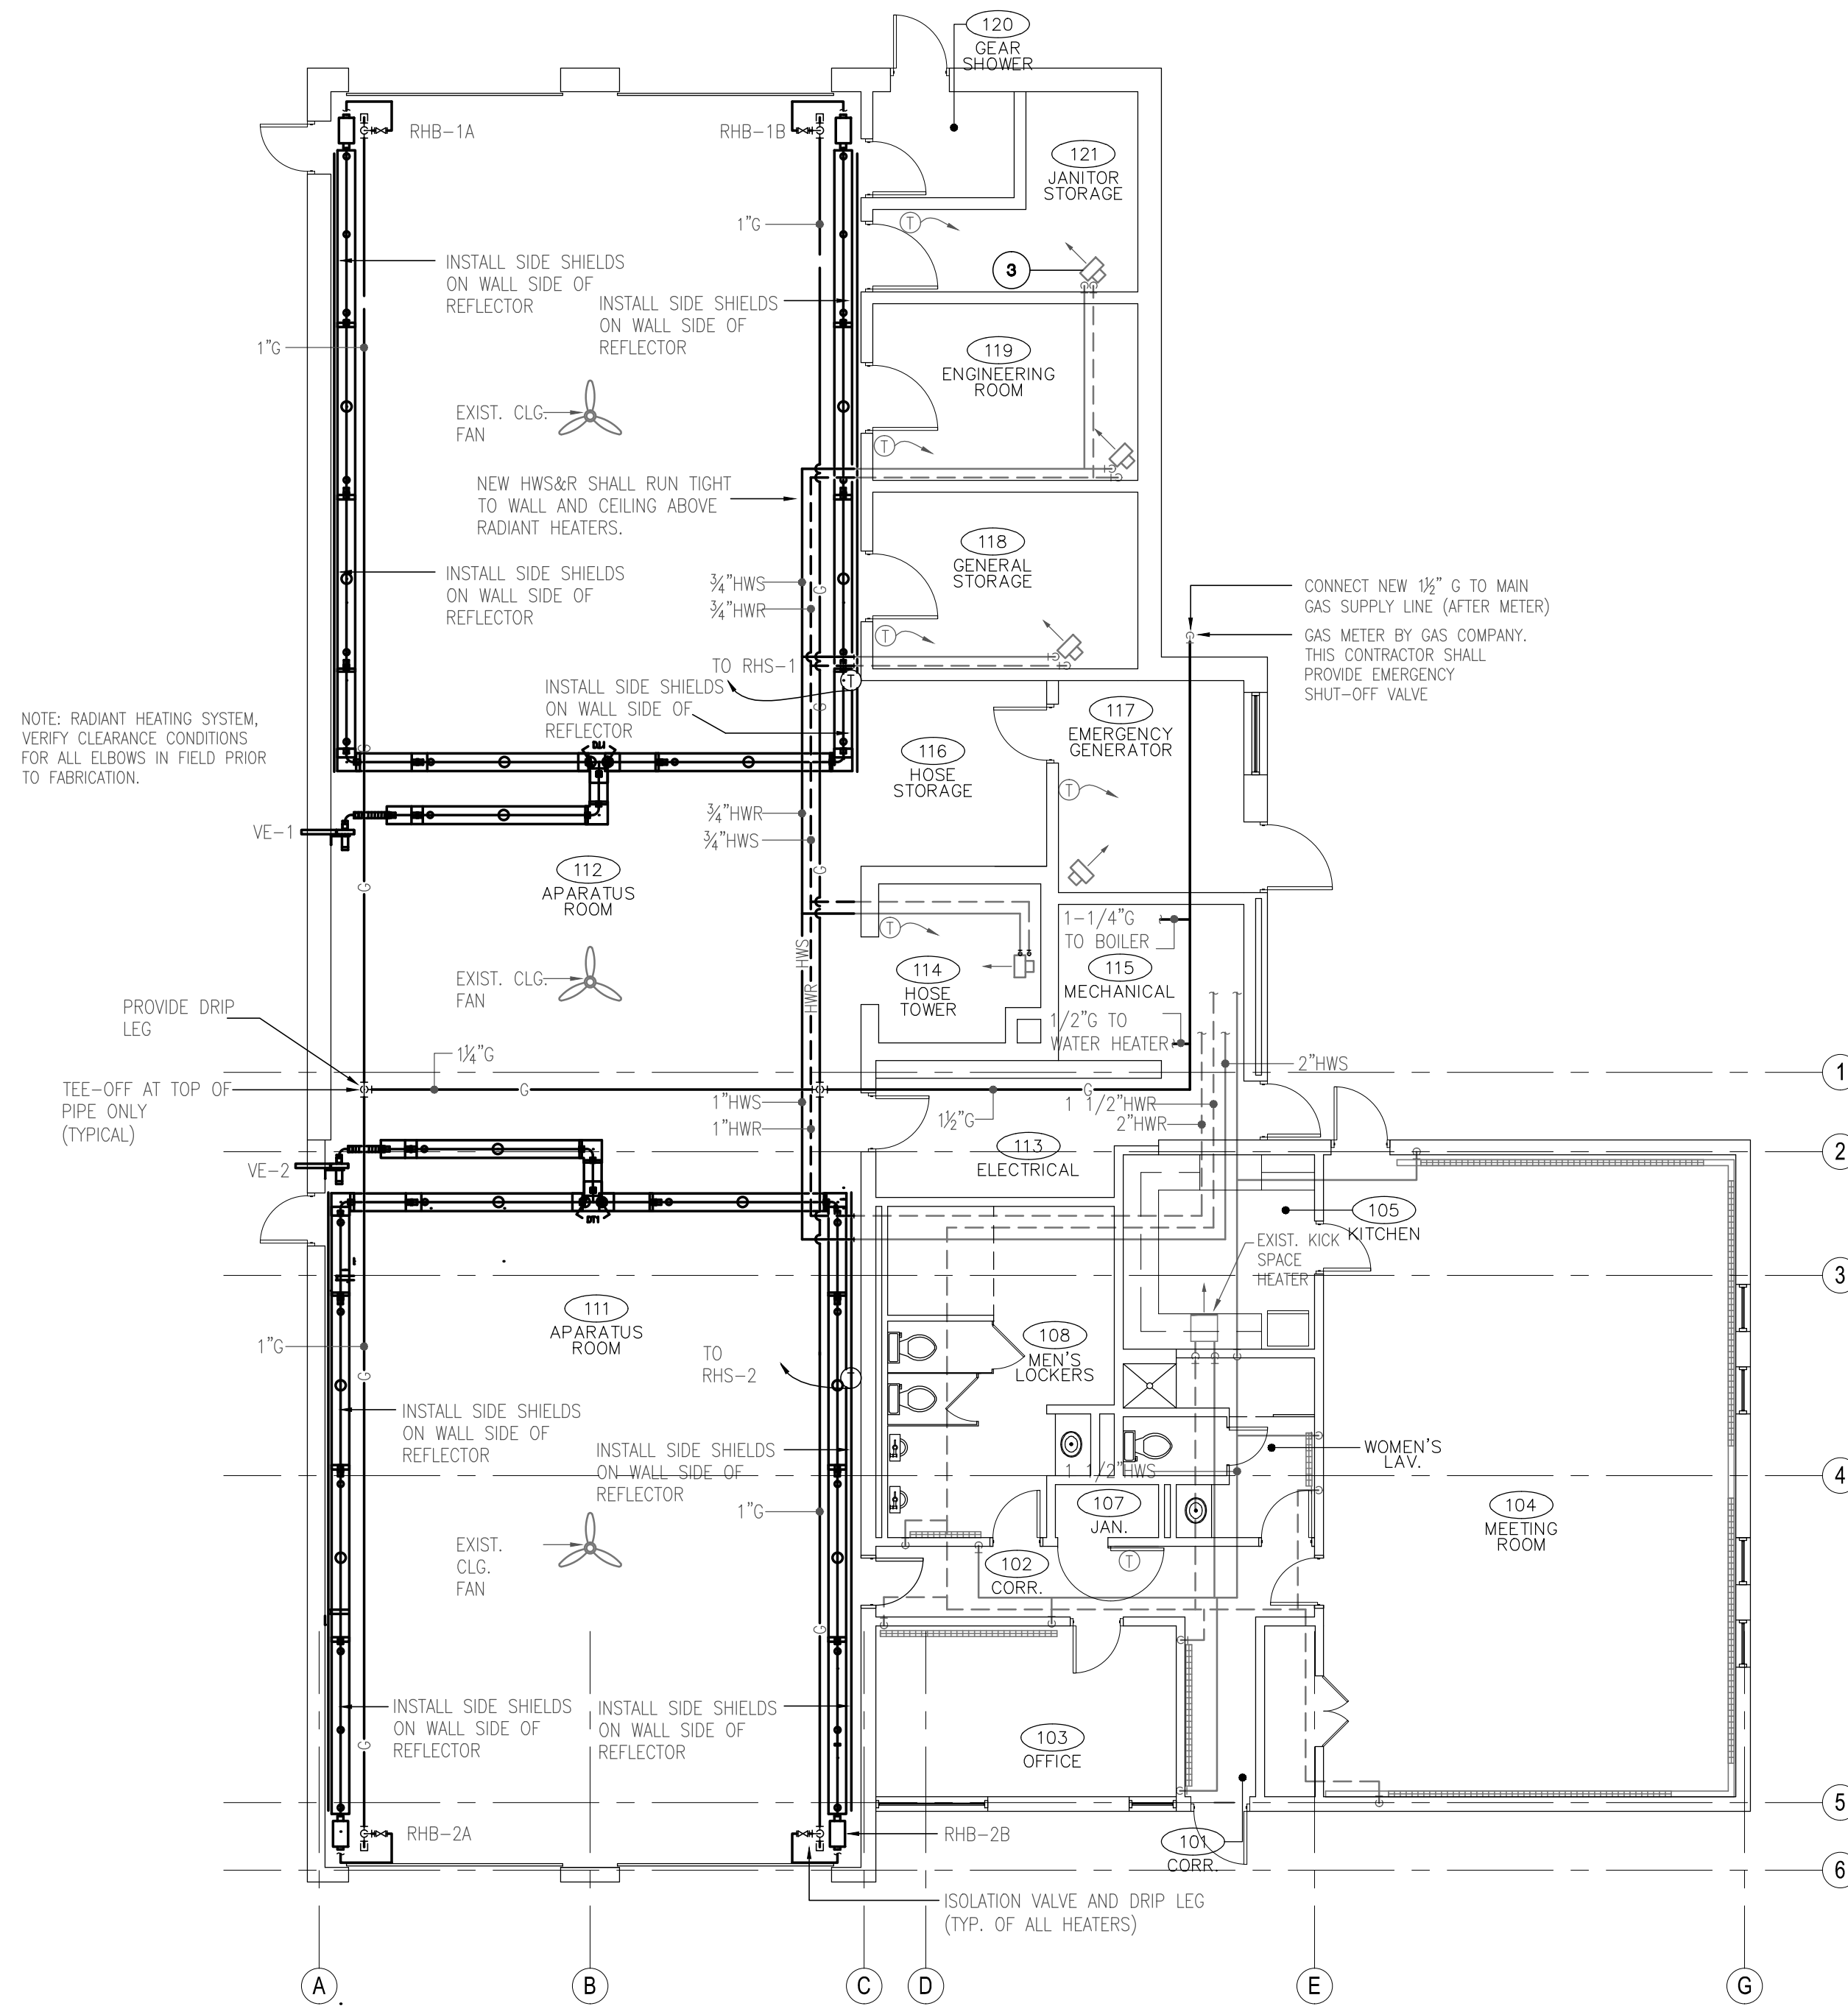 120
GEAR
SHOWER
RHB-1A
RHB-1B
121
JANITOR
STORAGE
1"G
T
3
INSTALL SIDE SHIELDS
ON WALL SIDE OF
REFLECTOR
INSTALL SIDE SHIELDS
ON WALL SIDE OF
REFLECTOR
1"G
119
ENGINEERING
ROOM
EXIST. CLG.
FAN
T
NEW HWS&R SHALL RUN TIGHT
TO WALL AND CEILING ABOVE
RADIANT HEATERS.
118
GENERAL
STORAGE
INSTALL SIDE SHIELDS
ON WALL SIDE OF
REFLECTOR
¾"HWS
¾"HWR
G
T
CONNECT NEW 1½" G TO MAIN
GAS SUPPLY LINE (AFTER METER)
GAS METER BY GAS COMPANY.
THIS CONTRACTOR SHALL
PROVIDE EMERGENCY
SHUT-OFF VALVE
TO RHS-1
T
INSTALL SIDE SHIELDS
ON WALL SIDE OF
REFLECTOR
G
NOTE: RADIANT HEATING SYSTEM,
VERIFY CLEARANCE CONDITIONS
FOR ALL ELBOWS IN FIELD PRIOR
TO FABRICATION.
G
DT1
117
EMERGENCY
GENERATOR
116
HOSE
STORAGE
T
¾"HWR
¾"HWS
VE-1
112
APARATUS
ROOM
G
G
T
1-1/4"G
TO BOILER
HWS
HWR
114
HOSE
TOWER
115
MECHANICAL
EXIST. CLG.
FAN
PROVIDE DRIP
LEG
1/2"G TO
WATER HEATER
1¼"G
2"HWS
1
TEE-OFF AT TOP OF
PIPE ONLY
(TYPICAL)
G
G
1"HWS
1"HWR
1½"G
1 1/2"HWR
2"HWR
113
ELECTRICAL
2
VE-2
DT1
105
KITCHEN
EXIST. KICK
SPACE
HEATER
3
111
APARATUS
ROOM
1"G
G
TO
RHS-2
T
108
MEN'S
LOCKERS
INSTALL SIDE SHIELDS
ON WALL SIDE OF
REFLECTOR
INSTALL SIDE SHIELDS
ON WALL SIDE OF
REFLECTOR
WOMEN'S
LAV.
1 1/2"HWS
4
1"G
107
JAN.
104
MEETING
ROOM
EXIST.
CLG.
FAN
102
CORR.
T
G
INSTALL SIDE SHIELDS
ON WALL SIDE OF
REFLECTOR
INSTALL SIDE SHIELDS
ON WALL SIDE OF
REFLECTOR
G
103
OFFICE
5
RHB-2A
RHB-2B
101
CORR.
6
ISOLATION VALVE AND DRIP LEG
(TYP. OF ALL HEATERS)
A
B
C
D
E
G